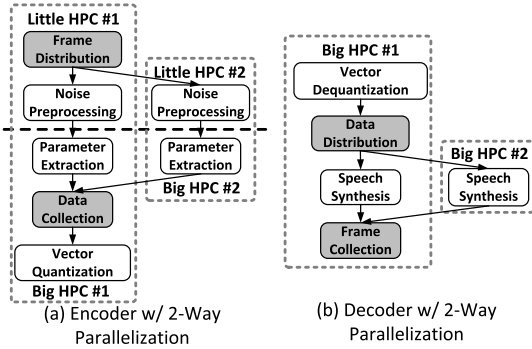 Little HPC #1
Frame
Distribution
Little HPC #2
Noise
Preprocessing
Noise
Preprocessing
Parameter
Extraction
Parameter
Extraction
Big HPC #2
Data
Collection
Vector
Quantization
Big HPC #1
(a) Encoder w/ 2-Way
Parallelization
Big HPC #1
Vector
Dequantization
Data
Distribution
Big HPC #2
Speech
Synthesis
Speech
Synthesis
Frame
Collection
(b) Decoder w/ 2-Way
Parallelization